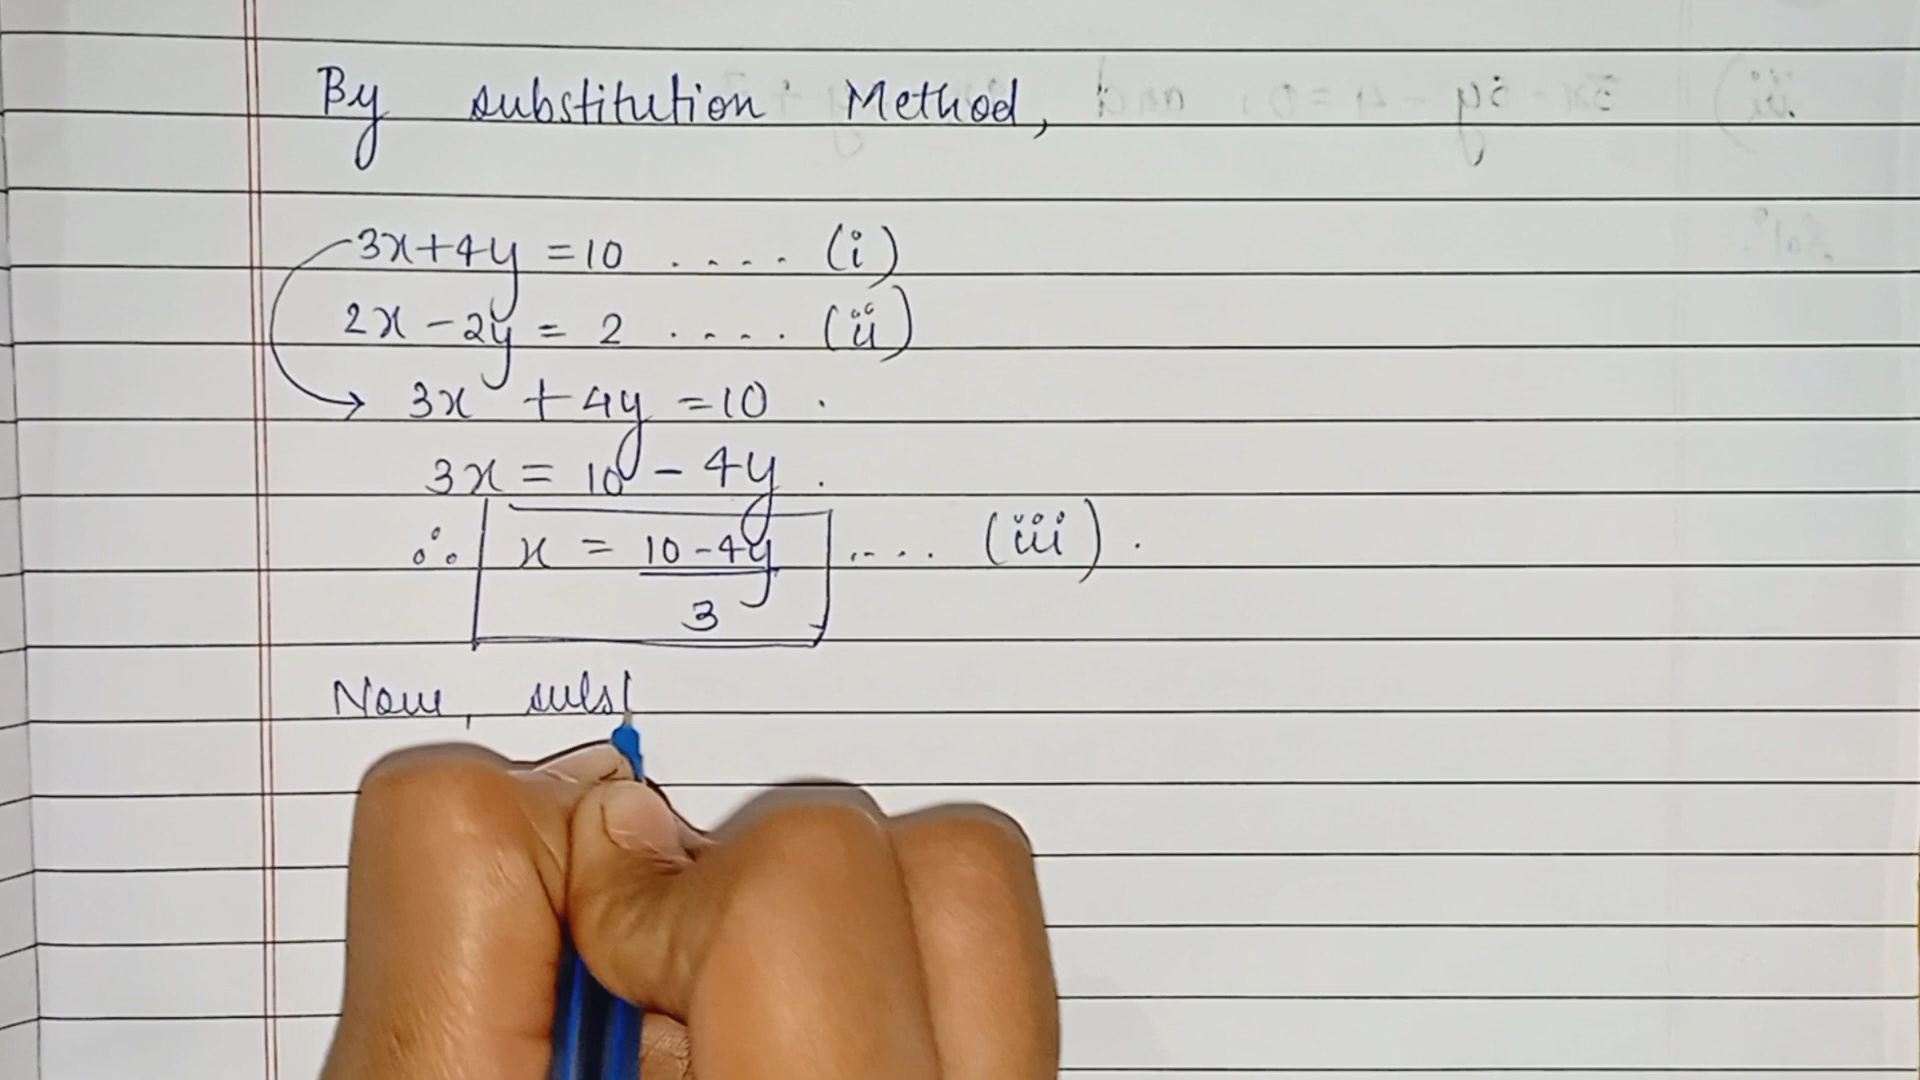 By substitution Method,
3x+4y = 10 .... (i)
2x - 2y = 2 .... (ii)
3x + 4y = 10 .
3x = 10 - 4y .
∴ x = 10-4y/3 .... (iii) .
Now, subst